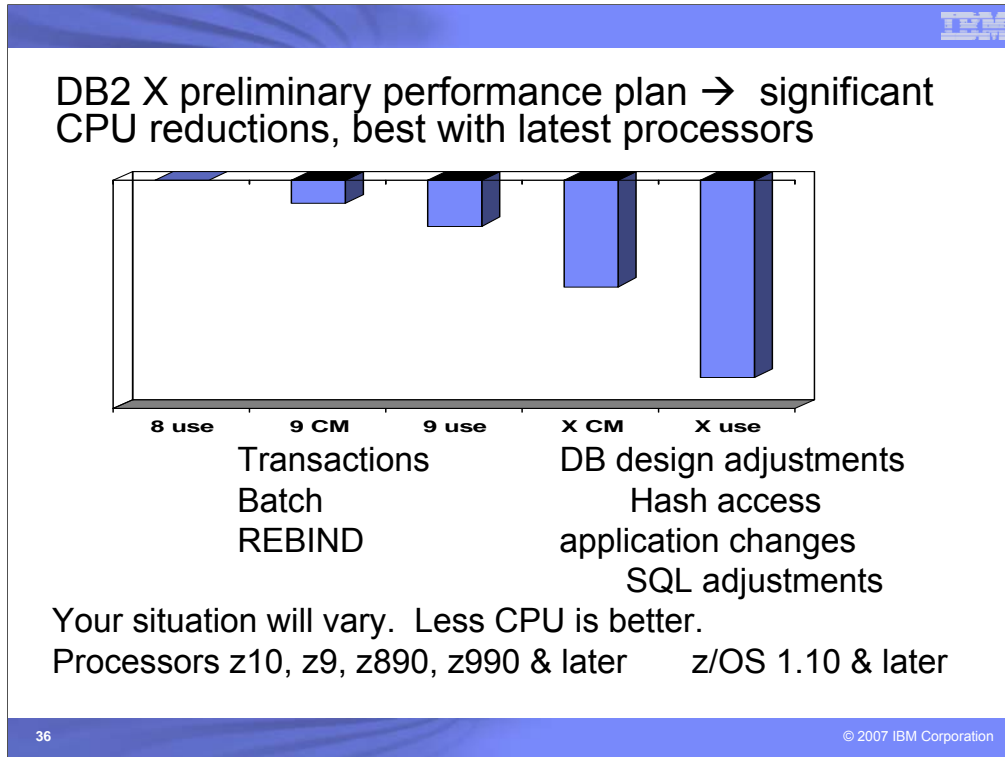 IBM
DB2 X preliminary performance plan → significant
CPU reductions, best with latest processors
8 use 9 CM 9 use X CM X use
Transactions DB design adjustments
Batch Hash access
REBIND application changes
SQL adjustments
Your situation will vary. Less CPU is better.
Processors z10, z9, z890, z990 & later z/OS 1.10 & later
36 © 2007 IBM Corporation